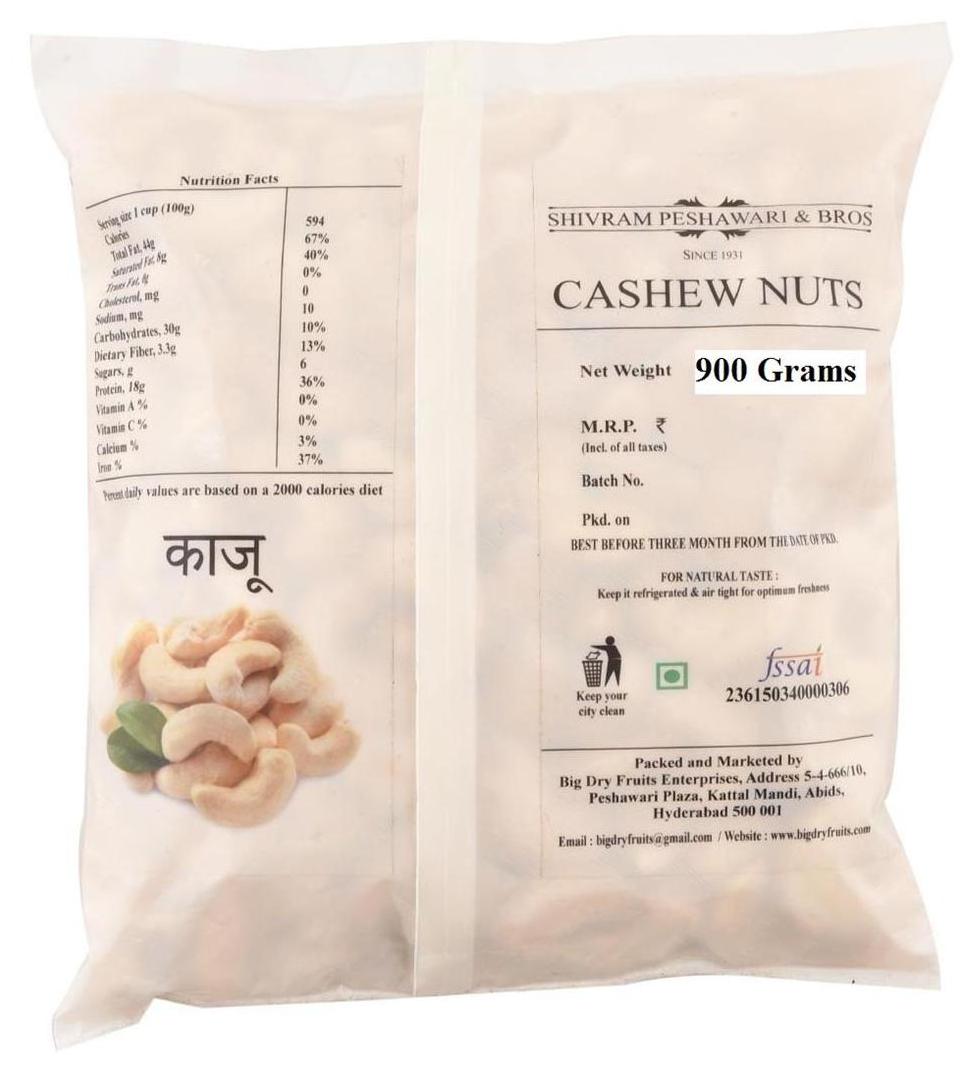 Nutrition Facts
Serving size 1 cup (100g)
Calories 594
Total Fat, 44g 67%
Saturated Fat, 8g 40%
Trans Fat, 0g 0%
Cholesterol, mg 0
Sodium, mg 10
Carbohydrates, 30g 10%
Dietary Fiber, 3.3g 13%
Sugars, g 6
Protein, 18g 36%
Vitamin A % 0%
Vitamin C % 0%
Calcium % 3%
Iron % 37%
Percent daily values are based on a 2000 calories diet
काजू
SHIVRAM PESHAWARI & BROS
SINCE 1931
CASHEW NUTS
Net Weight 900 Grams
M.R.P. ₹
(Incl. of all taxes)
Batch No.
Pkd. on
BEST BEFORE THREE MONTH FROM THE DATE OF PKD.
FOR NATURAL TASTE :
Keep it refrigerated & air tight for optimum freshness
Keep your
city clean
fssai
236150340000306
Packed and Marketed by
Big Dry Fruits Enterprises, Address 5-4-666/10,
Peshawari Plaza, Kattal Mandi, Abids,
Hyderabad 500 001
Email : bigdryfruits@gmail.com / Website : www.bigdryfruits.com